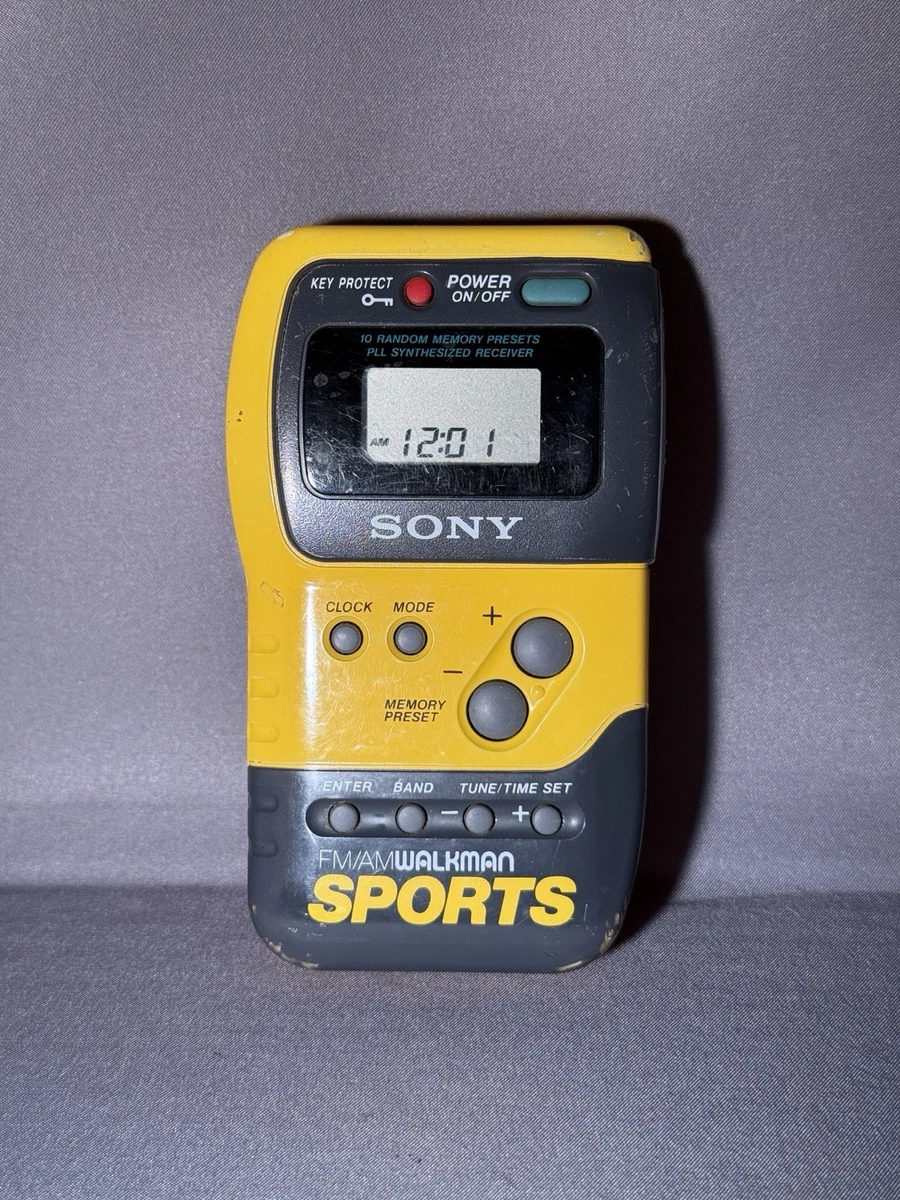 KEY PROTECT
POWER
ON/OFF
10 RANDOM MEMORY PRESETS
PLL SYNTHESIZED RECEIVER
AM 12:01
SONY
CLOCK MODE +
−
MEMORY
PRESET
ENTER BAND TUNE/TIME SET
− +
FM/AM WALKMAN
SPORTS